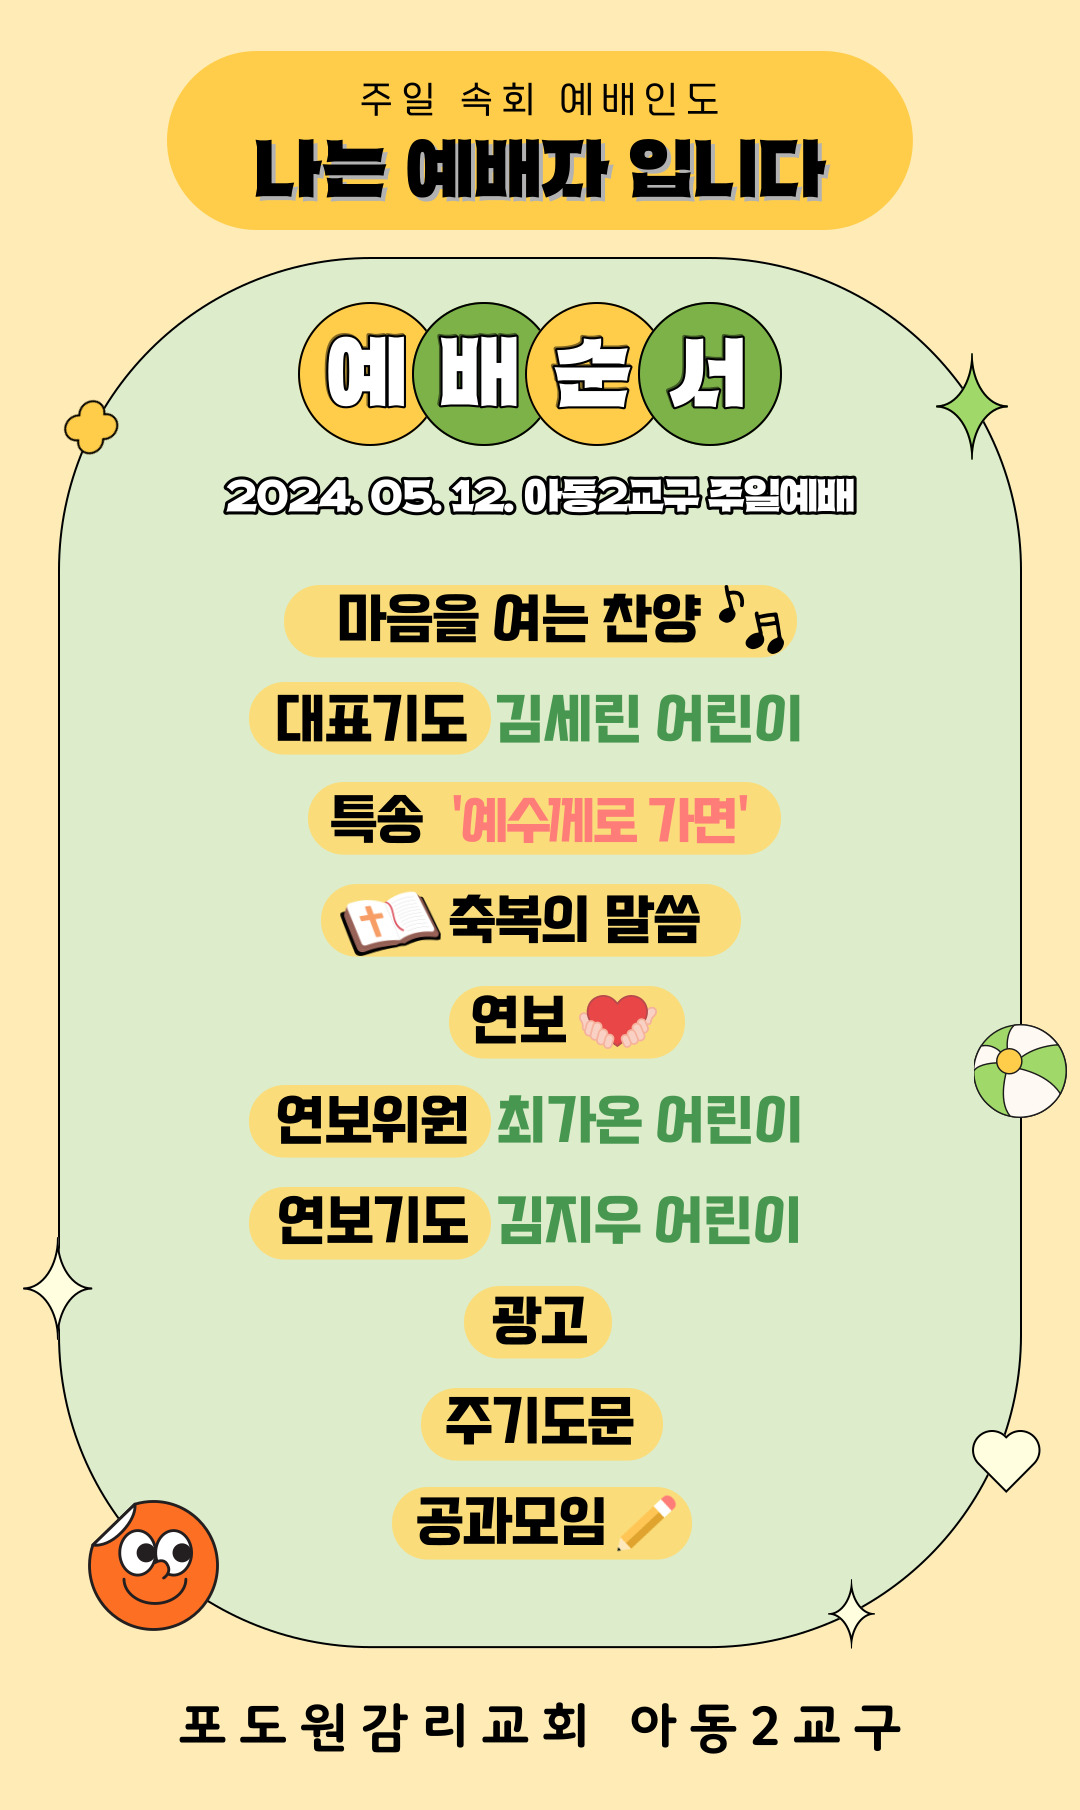 주일 속회 예배인도
나는 예배자 입니다
예배순서
2024. 05. 12. 아동2교구 주일예배
마음을 여는 찬양
대표기도 김세린 어린이
특송 '예수께로 가면'
축복의 말씀
연보
연보위원 최가온 어린이
연보기도 김지우 어린이
광고
주기도문
공과모임
포도원감리교회 아동2교구